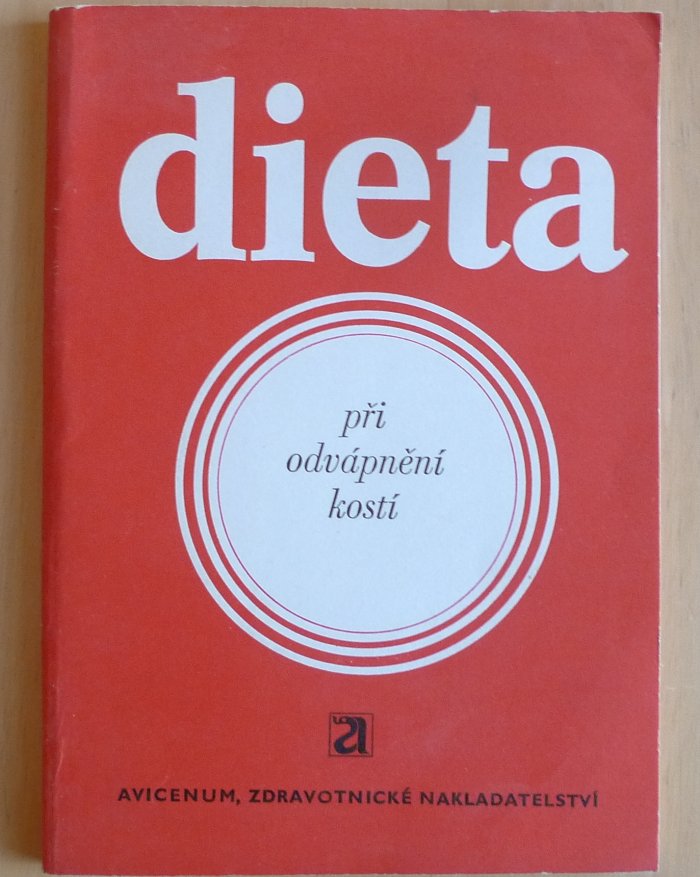 dieta
při
odvápnění
kostí
AVICENUM, ZDRAVOTNICKÉ NAKLADATELSTVÍ